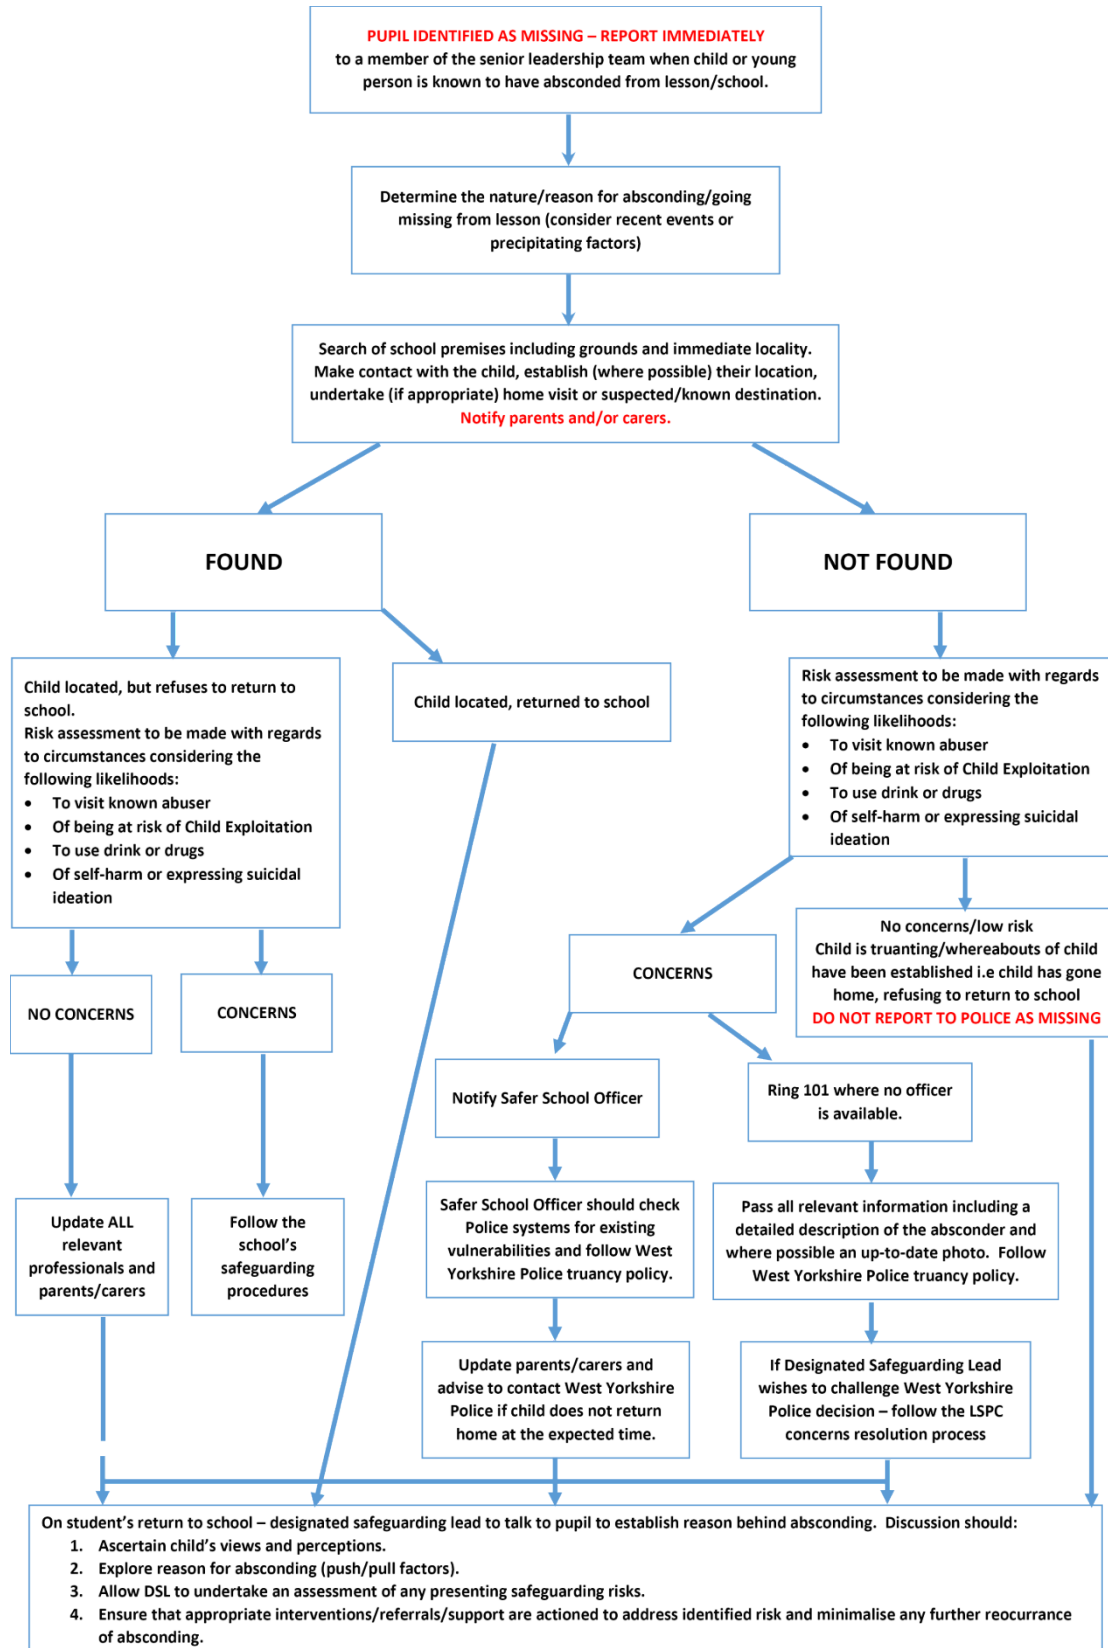 PUPIL IDENTIFIED AS MISSING – REPORT IMMEDIATELY
to a member of the senior leadership team when child or young
person is known to have absconded from lesson/school.
Determine the nature/reason for absconding/going
missing from lesson (consider recent events or
precipitating factors)
Search of school premises including grounds and immediate locality.
Make contact with the child, establish (where possible) their location,
undertake (if appropriate) home visit or suspected/known destination.
Notify parents and/or carers.
FOUND
NOT FOUND
Child located, but refuses to return to
school.
Risk assessment to be made with regards
to circumstances considering the
following likelihoods:
• To visit known abuser
• Of being at risk of Child Exploitation
• To use drink or drugs
• Of self-harm or expressing suicidal
ideation
Child located, returned to school
Risk assessment to be made with regards
to circumstances considering the
following likelihoods:
• To visit known abuser
• Of being at risk of Child Exploitation
• To use drink or drugs
• Of self-harm or expressing suicidal
ideation
NO CONCERNS
CONCERNS
CONCERNS
No concerns/low risk
Child is truanting/whereabouts of child
have been established i.e child has gone
home, refusing to return to school
DO NOT REPORT TO POLICE AS MISSING
Notify Safer School Officer
Ring 101 where no officer
is available.
Update ALL
relevant
professionals and
parents/carers
Follow the
school's
safeguarding
procedures
Safer School Officer should check
Police systems for existing
vulnerabilities and follow West
Yorkshire Police truancy policy.
Pass all relevant information including a
detailed description of the absconder and
where possible an up-to-date photo. Follow
West Yorkshire Police truancy policy.
Update parents/carers and
advise to contact West Yorkshire
Police if child does not return
home at the expected time.
If Designated Safeguarding Lead
wishes to challenge West Yorkshire
Police decision – follow the LSPC
concerns resolution process
On student's return to school – designated safeguarding lead to talk to pupil to establish reason behind absconding. Discussion should:
1. Ascertain child's views and perceptions.
2. Explore reason for absconding (push/pull factors).
3. Allow DSL to undertake an assessment of any presenting safeguarding risks.
4. Ensure that appropriate interventions/referrals/support are actioned to address identified risk and minimalise any further reocurrance
of absconding.